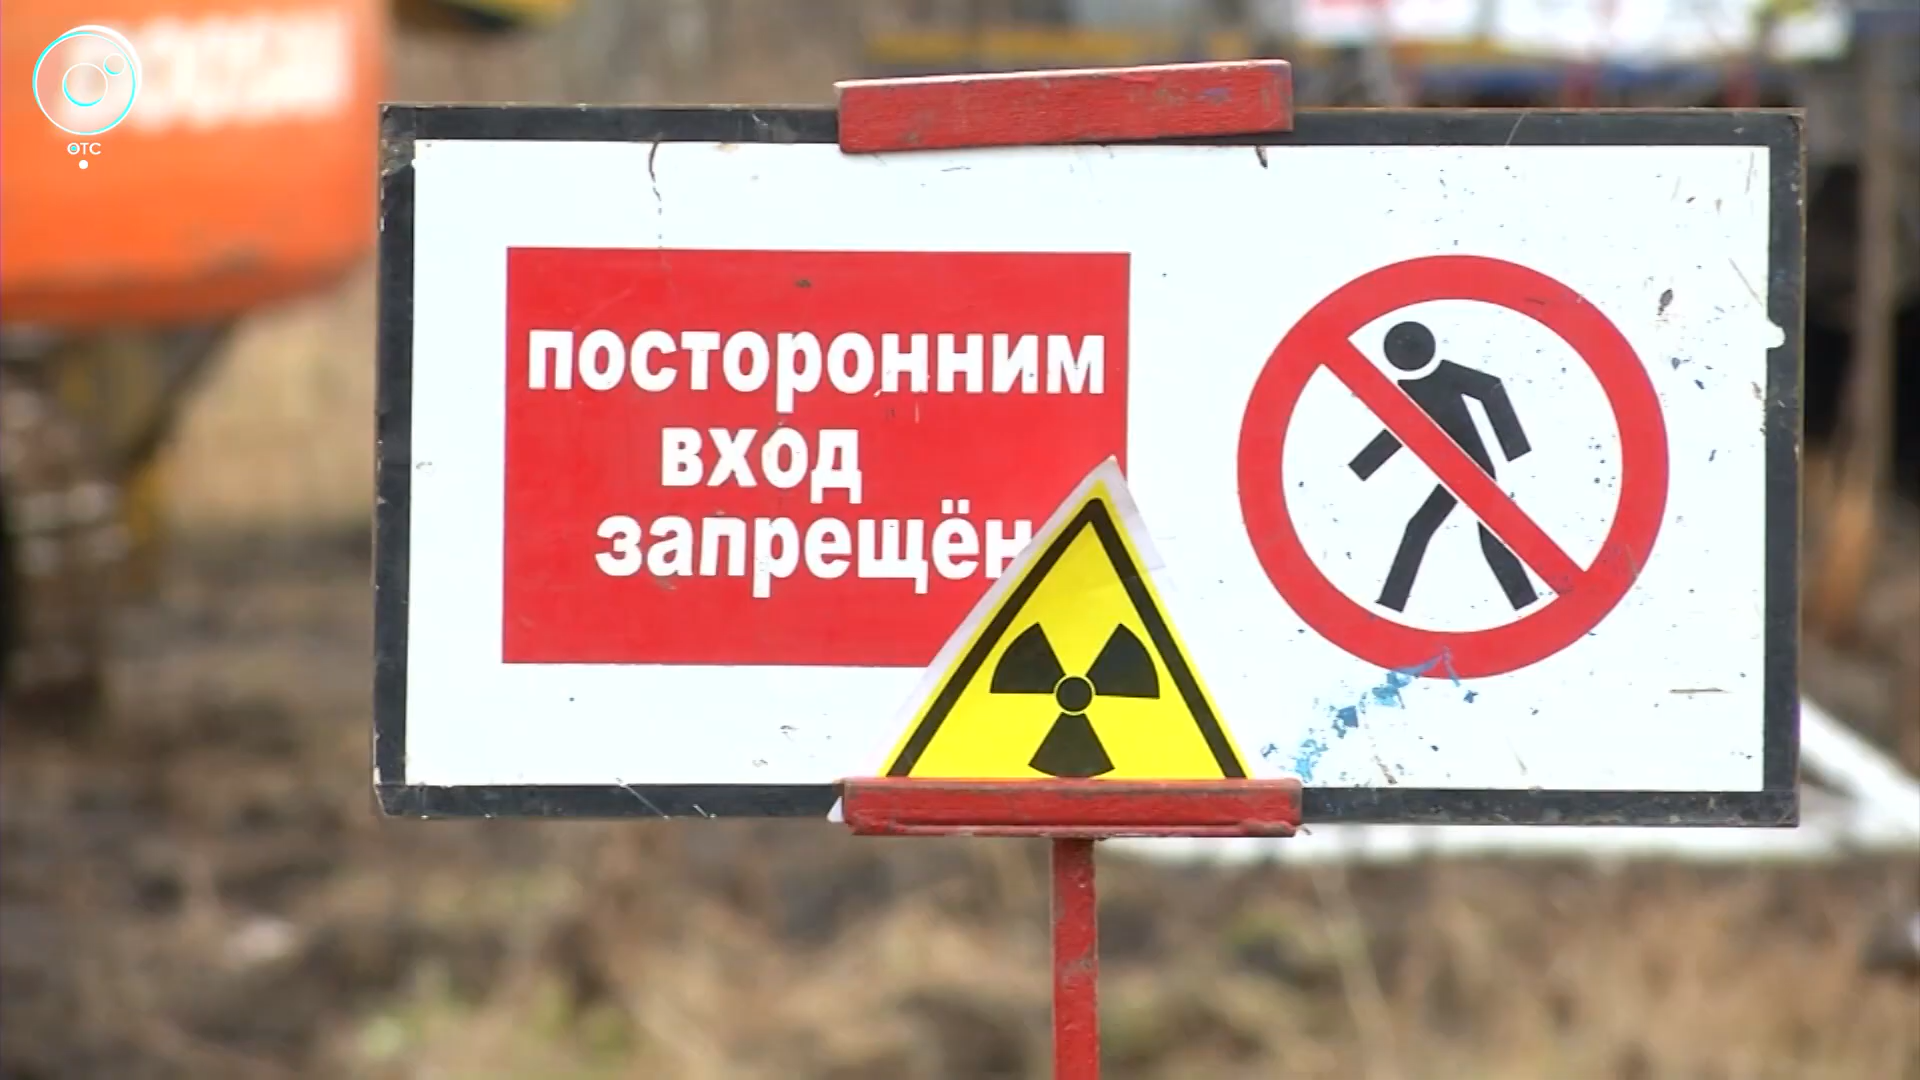 ОТС
посторонним
вход
запрещён